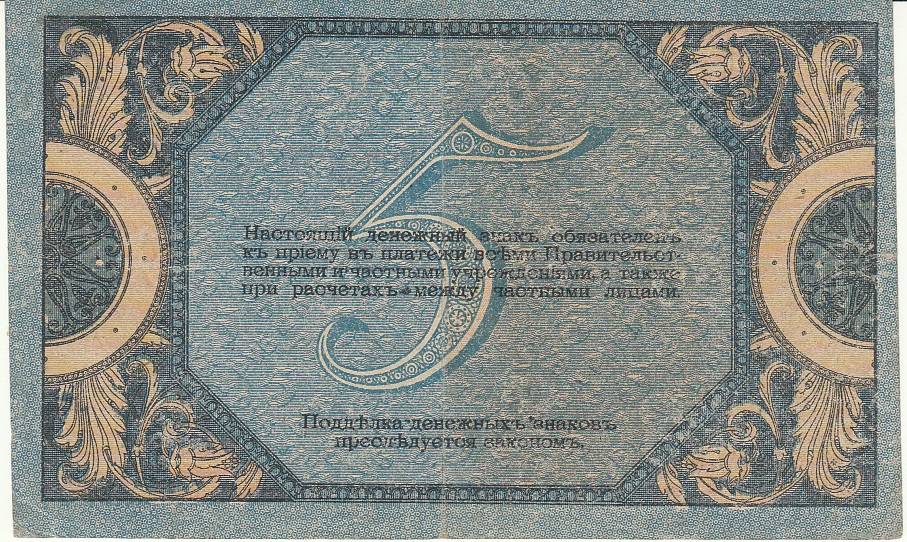 5
Настоящій денежный знакъ обязателенъ
къ пріему въ платежи всѣми Правительст-
венными и частными учрежденіями, а также
при расчетахъ между частными лицами.
Поддѣлка денежныхъ знаковъ
преслѣдуется закономъ.